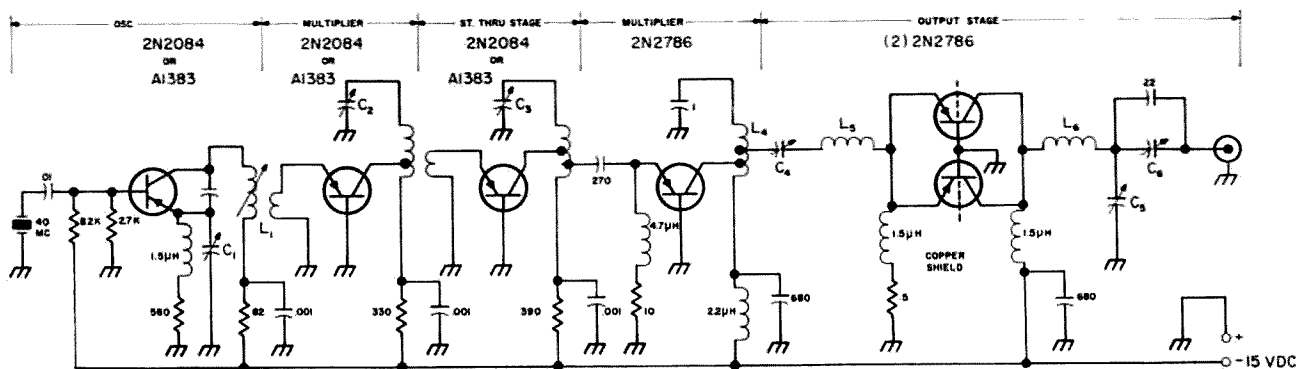 OSC
MULTIPLIER
ST. THRU STAGE
MULTIPLIER
OUTPUT STAGE
2N2084
OR
A1383
2N2084
OR
A1383
2N2084
OR
A1383
2N2786
(2) 2N2786
C2
C3
.1
22
L4
L5
L6
C4
C6
.01
270
40
MC
82K
27K
L1
4.7µH
C5
1.5µH
C1
1.5µH
1.5µH
COPPER
SHIELD
560
82
.001
330
.001
390
.001
10
2.2µH
680
.5
680
+
-15 VDC